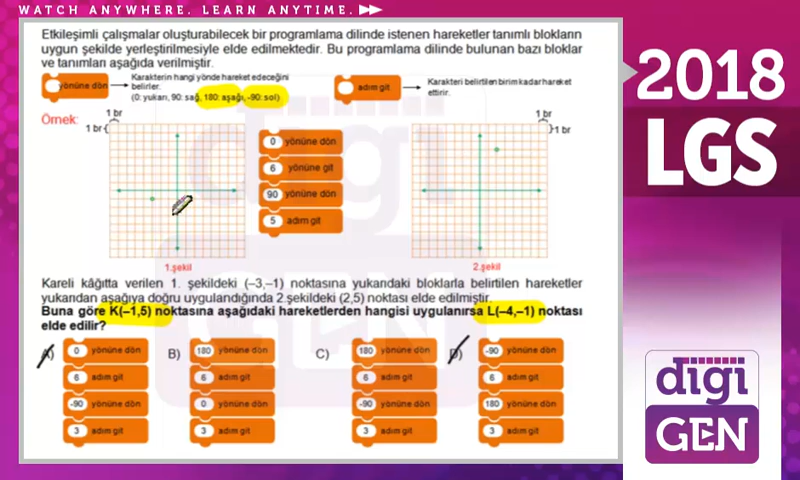 WATCH ANYWHERE. LEARN ANYTIME.
Etkileşimli çalışmalar oluşturabilecek bir programlama dilinde istenen hareketler tanımlı blokların
uygun şekilde yerleştirilmesiyle elde edilmektedir. Bu programlama dilinde bulunan bazı bloklar
ve tanımları aşağıda verilmiştir.
yönüne dön
Karakterin hangi yönde hareket edeceğini
belirler.
(0: yukarı, 90: sağ, 180: aşağı, -90: sol)
adım git
Karakteri belirtilen birim kadar hareket
ettirir.
Örnek:
1 br
1 br
0 yönüne dön
6 yönüne git
90 yönüne dön
5 adım git
1 br
1 br
1.şekil
2.şekil
Kareli kâğıtta verilen 1. şekildeki (–3,–1) noktasına yukarıdaki bloklarla belirtilen hareketler
yukarıdan aşağıya doğru uygulandığında 2.şekildeki (2,5) noktası elde edilmiştir.
Buna göre K(–1,5) noktasına aşağıdaki hareketlerden hangisi uygulanırsa L(–4,–1) noktası
elde edilir?
A)
0 yönüne dön
6 adım git
-90 yönüne dön
3 adım git
B)
180 yönüne dön
6 adım git
0 yönüne dön
3 adım git
C)
180 yönüne dön
6 adım git
-90 yönüne dön
3 adım git
D)
-90 yönüne dön
6 adım git
180 yönüne dön
3 adım git
2018
LGS
digi
GEN